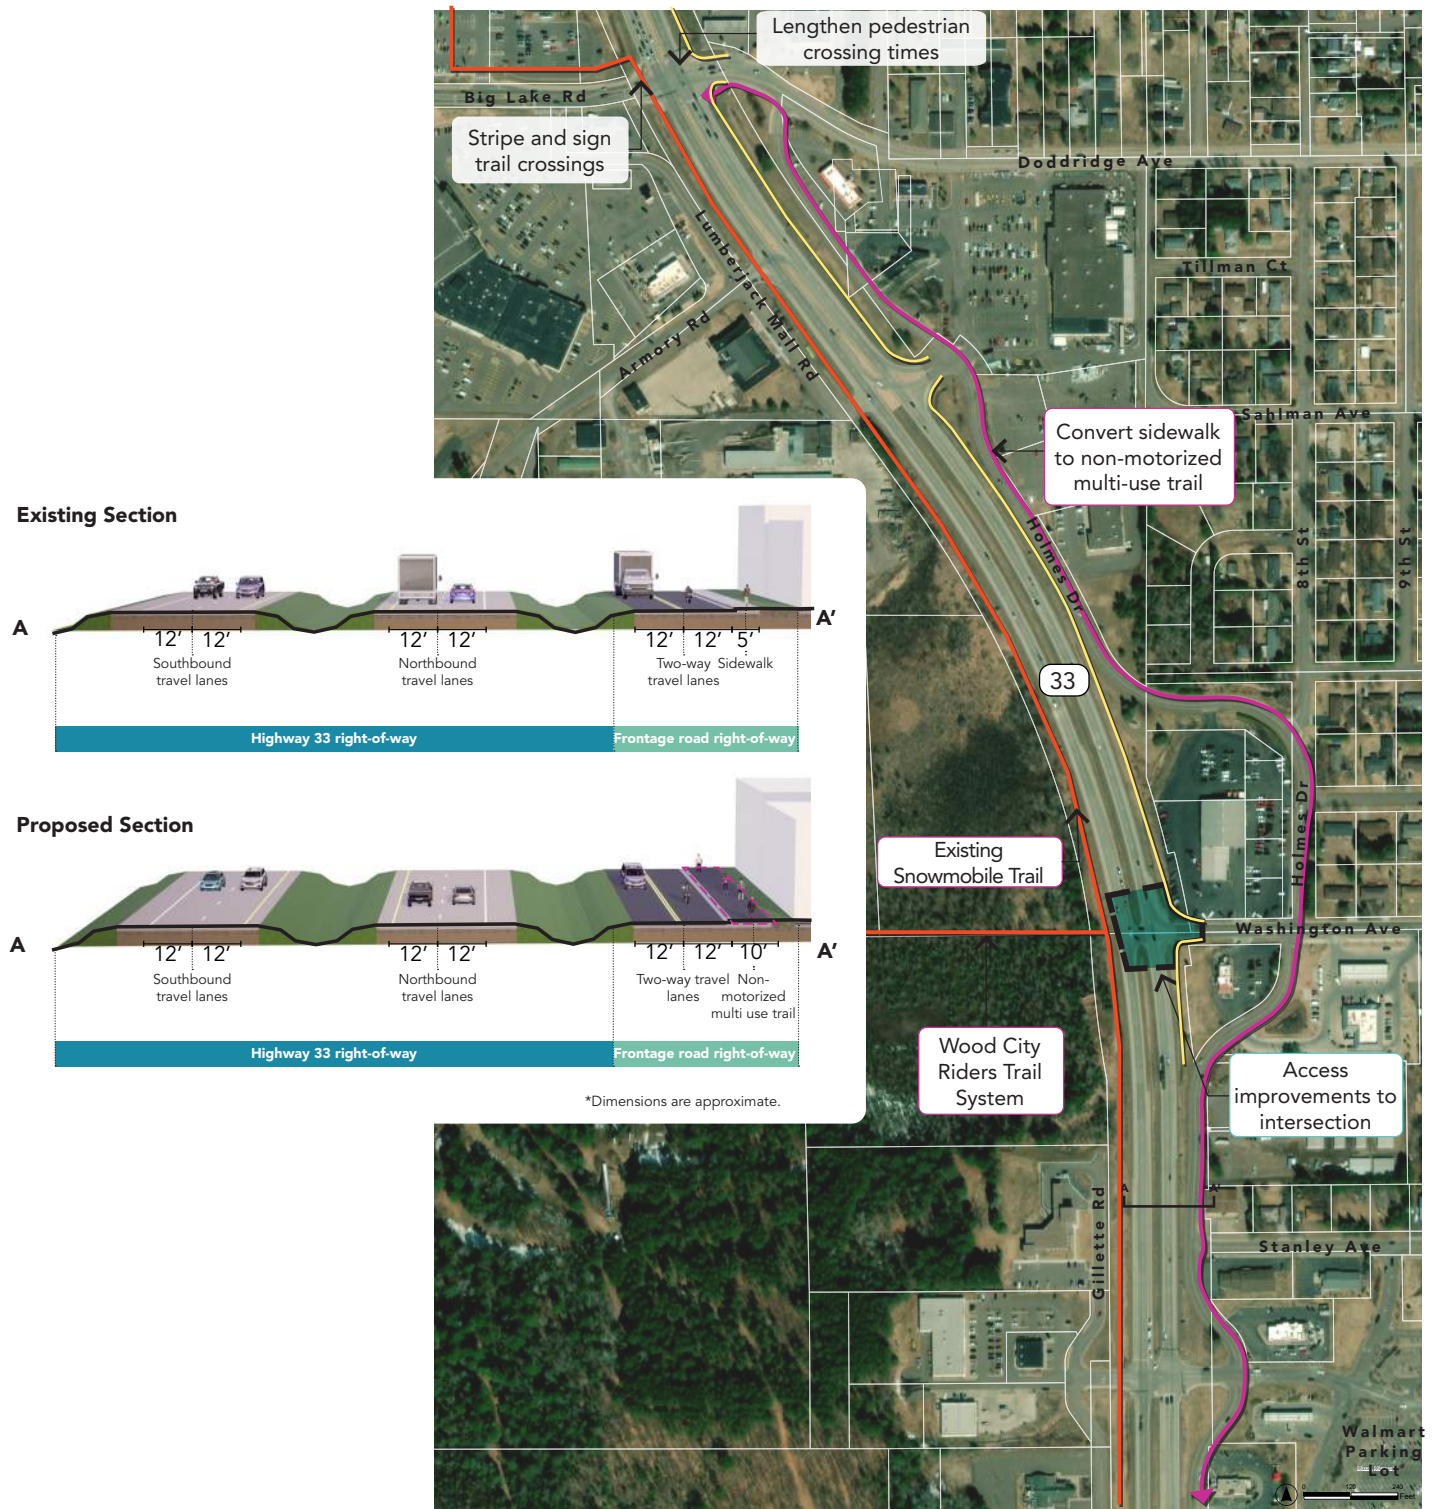 Lengthen pedestrian
crossing times
Big Lake Rd
Stripe and sign
trail crossings
Doddridge Ave
Lumberjack Mall Rd
Tillman Ct
Armory Rd
Sahlman Ave
Convert sidewalk
to non-motorized
multi-use trail
Holmes Dr
8th St
9th St
33
Existing Section
A
A'
12'
12'
12'
12'
12'
12'
5'
Southbound
travel lanes
Northbound
travel lanes
Two-way
travel lanes
Sidewalk
Highway 33 right-of-way
Frontage road right-of-way
Proposed Section
A
A'
12'
12'
12'
12'
12'
12'
10'
Southbound
travel lanes
Northbound
travel lanes
Two-way travel
lanes
Non-
motorized
multi use trail
Highway 33 right-of-way
Frontage road right-of-way
*Dimensions are approximate.
Existing
Snowmobile Trail
Holmes Dr
Washington Ave
Wood City
Riders Trail
System
Access
improvements to
intersection
A
A'
Gillette Rd
Stanley Ave
Walmart
Parking
Lot
0
120
240
Feet